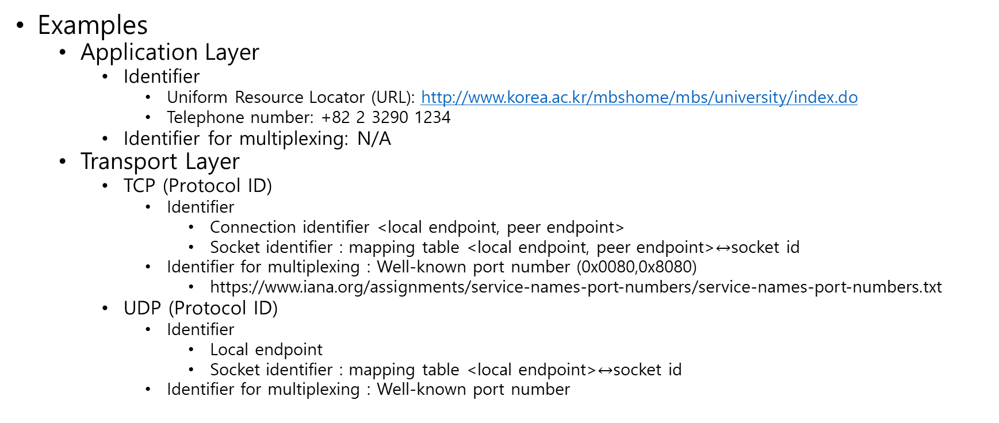 • Examples
• Application Layer
• Identifier
• Uniform Resource Locator (URL): http://www.korea.ac.kr/mbshome/mbs/university/index.do
• Telephone number: +82 2 3290 1234
• Identifier for multiplexing: N/A
• Transport Layer
• TCP (Protocol ID)
• Identifier
• Connection identifier <local endpoint, peer endpoint>
• Socket identifier : mapping table <local endpoint, peer endpoint>↔socket id
• Identifier for multiplexing : Well-known port number (0x0080,0x8080)
• https://www.iana.org/assignments/service-names-port-numbers/service-names-port-numbers.txt
• UDP (Protocol ID)
• Identifier
• Local endpoint
• Socket identifier : mapping table <local endpoint>↔socket id
• Identifier for multiplexing : Well-known port number